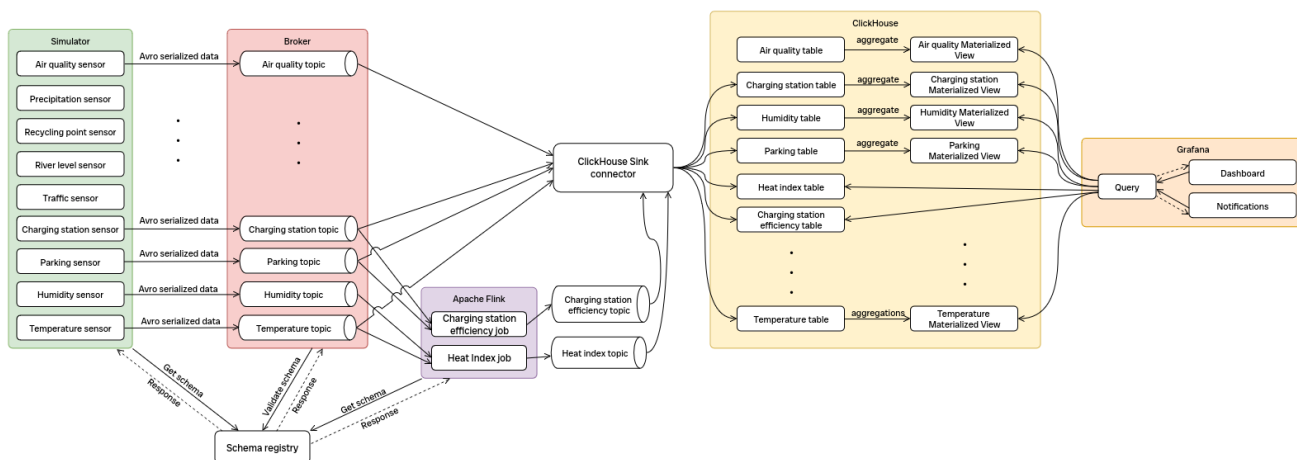 Simulator
Air quality sensor
Precipitation sensor
Recycling point sensor
River level sensor
Traffic sensor
Charging station sensor
Parking sensor
Humidity sensor
Temperature sensor
Avro serialized data
Avro serialized data
Avro serialized data
Avro serialized data
Avro serialized data
Broker
Air quality topic
Charging station topic
Parking topic
Humidity topic
Temperature topic
Get schema
Response
Validate schema
Response
Get schema
Response
Schema registry
Apache Flink
Charging station
efficiency job
Heat Index job
Charging station
efficiency topic
Heat index topic
ClickHouse Sink
connector
ClickHouse
Air quality table
aggregate
Air quality Materialized
View
Charging station table
aggregate
Charging station
Materialized View
Humidity table
aggregate
Humidity Materialized
View
Parking table
aggregate
Parking
Materialized View
Heat index table
Charging station
efficiency table
Temperature table
aggregations
Temperature
Materialized View
Grafana
Query
Dashboard
Notifications